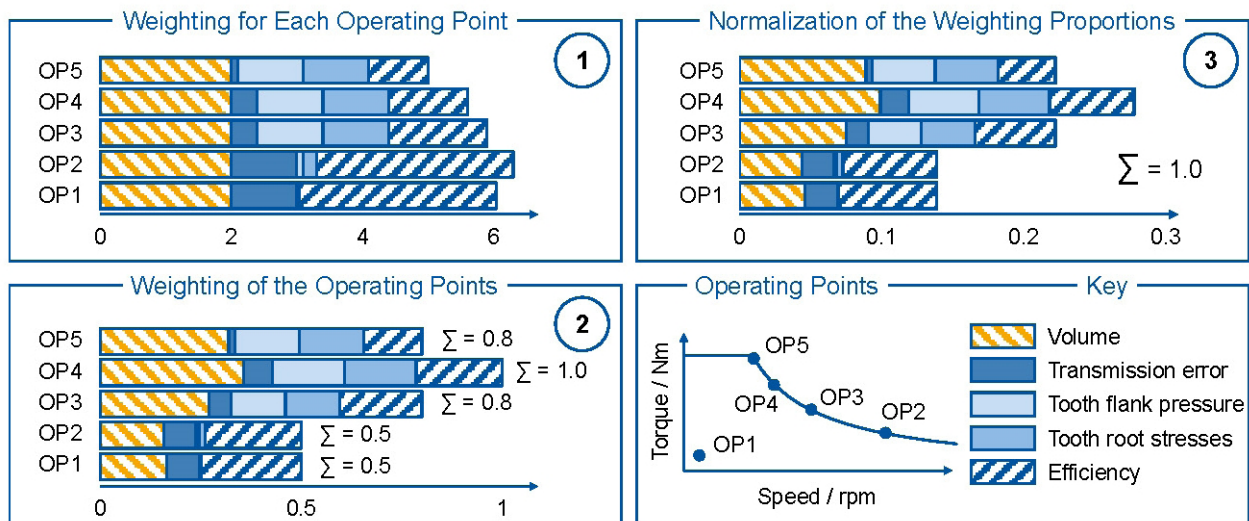 Weighting for Each Operating Point
1
OP5
OP4
OP3
OP2
OP1
0 2 4 6
Normalization of the Weighting Proportions
3
OP5
OP4
OP3
OP2
OP1
∑ = 1.0
0 0.1 0.2 0.3
Weighting of the Operating Points
2
OP5 ∑ = 0.8
OP4 ∑ = 1.0
OP3 ∑ = 0.8
OP2 ∑ = 0.5
OP1 ∑ = 0.5
0 0.5 1
Operating Points
Torque / Nm
OP5
OP4
OP3
OP2
OP1
Speed / rpm
Key
Volume
Transmission error
Tooth flank pressure
Tooth root stresses
Efficiency